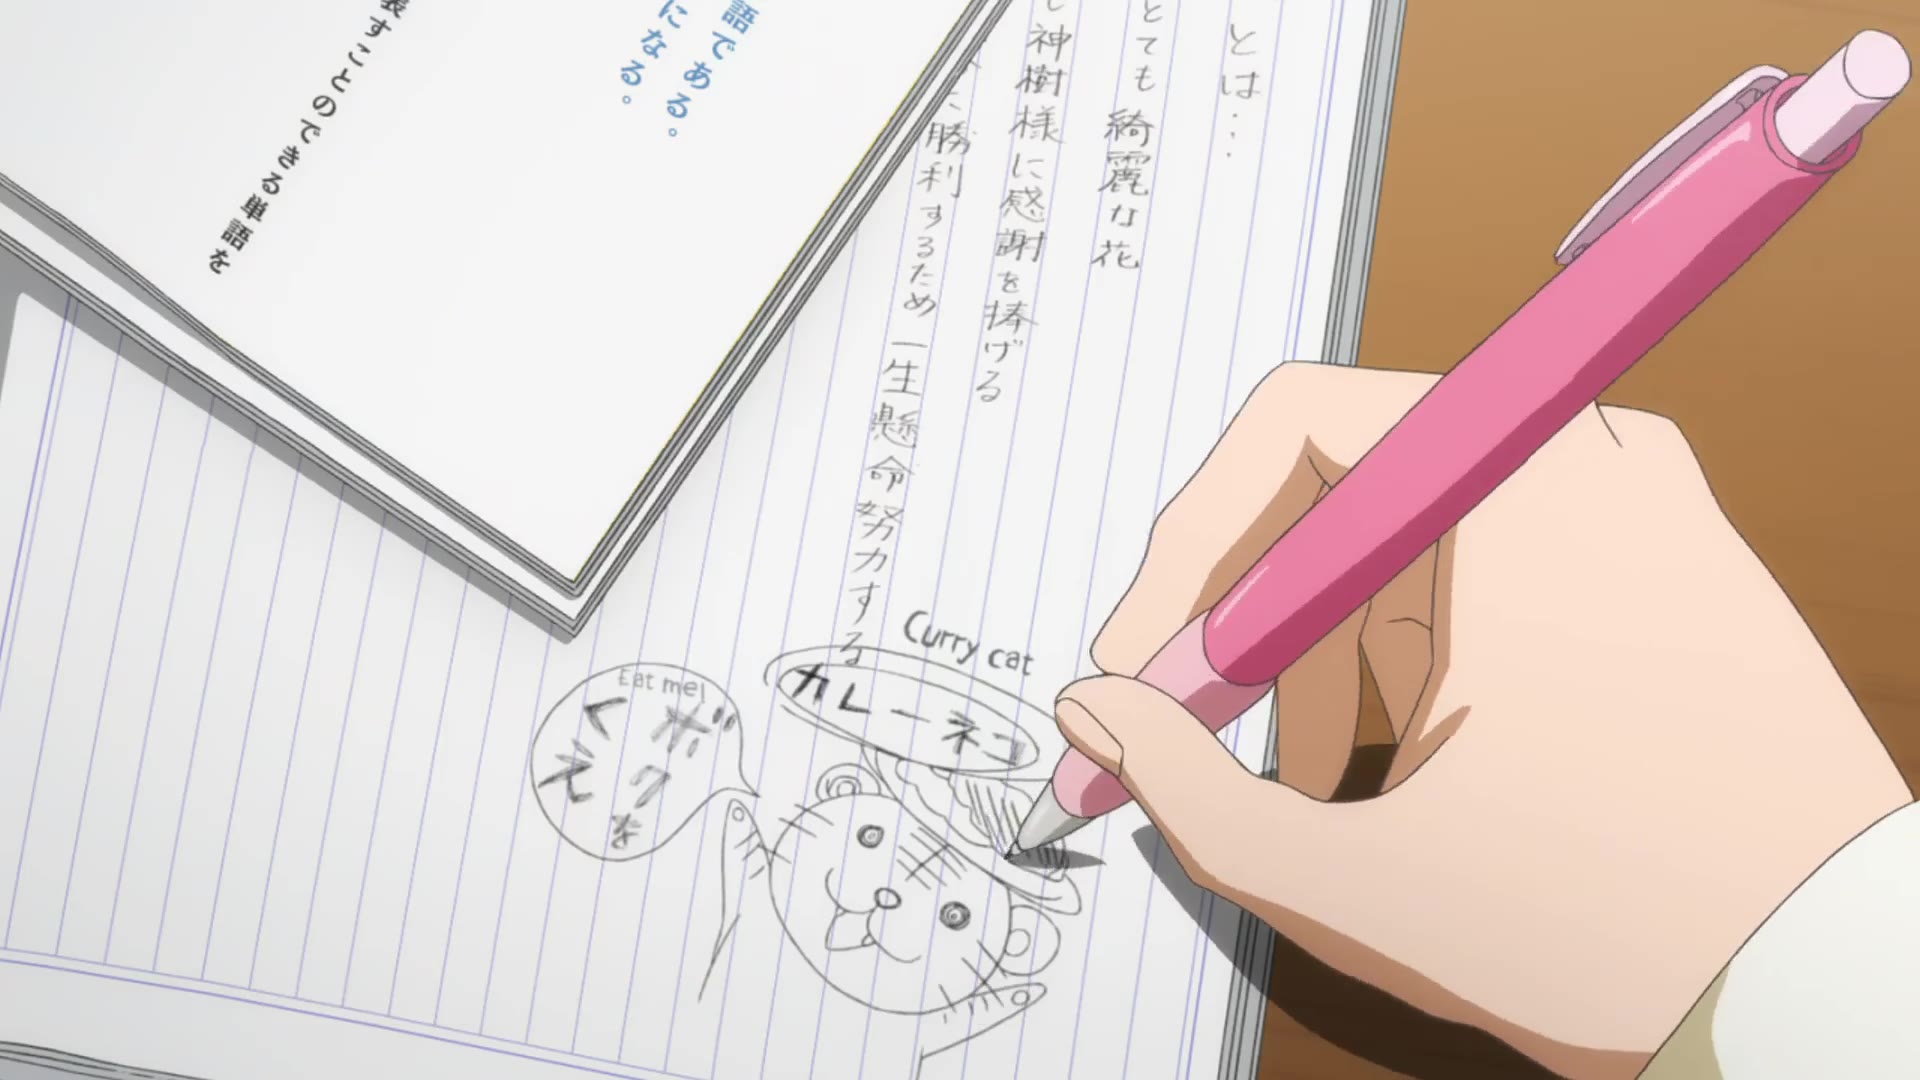 とは…
とても綺麗な花
神樹様に感謝を捧げる
に勝利するため一生懸命努力する
語である。
になる。
表すことのできる単語を
Curry cat
カレーネコ
Eat me!
ボクを
くえ